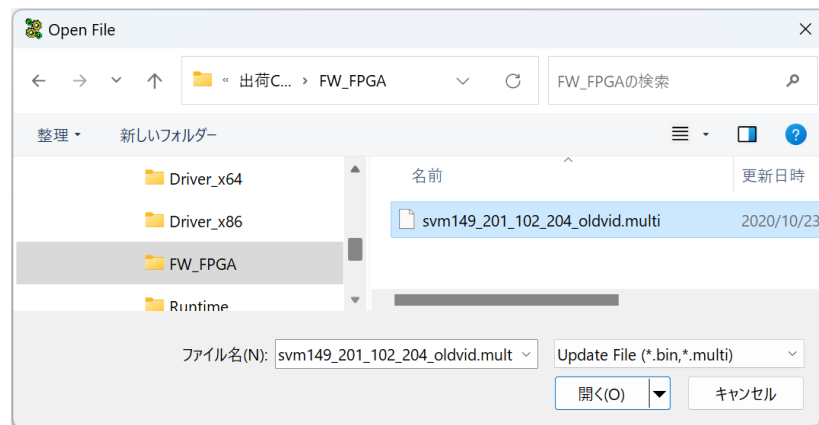 Open File
« 出荷C... › FW_FPGA
FW_FPGAの検索
整理 新しいフォルダー
Driver_x64
Driver_x86
FW_FPGA
Runtime
名前 更新日時
svm149_201_102_204_oldvid.multi 2020/10/23
ファイル名(N): svm149_201_102_204_oldvid.mult Update File (*.bin,*.multi)
開く(O) キャンセル